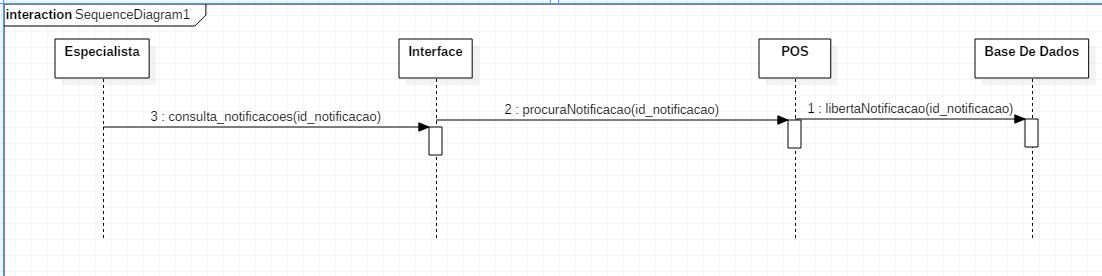 interaction SequenceDiagram1
Especialista
Interface
POS
Base De Dados
3 : consulta_notificacoes(id_notificacao)
2 : procuraNotificacao(id_notificacao)
1 : libertaNotificacao(id_notificacao)